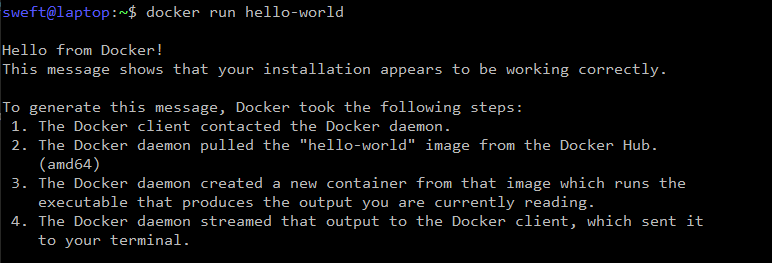 sweft@laptop:~$ docker run hello-world
Hello from Docker!
This message shows that your installation appears to be working correctly.
To generate this message, Docker took the following steps:
1. The Docker client contacted the Docker daemon.
2. The Docker daemon pulled the "hello-world" image from the Docker Hub.
(amd64)
3. The Docker daemon created a new container from that image which runs the
executable that produces the output you are currently reading.
4. The Docker daemon streamed that output to the Docker client, which sent it
to your terminal.